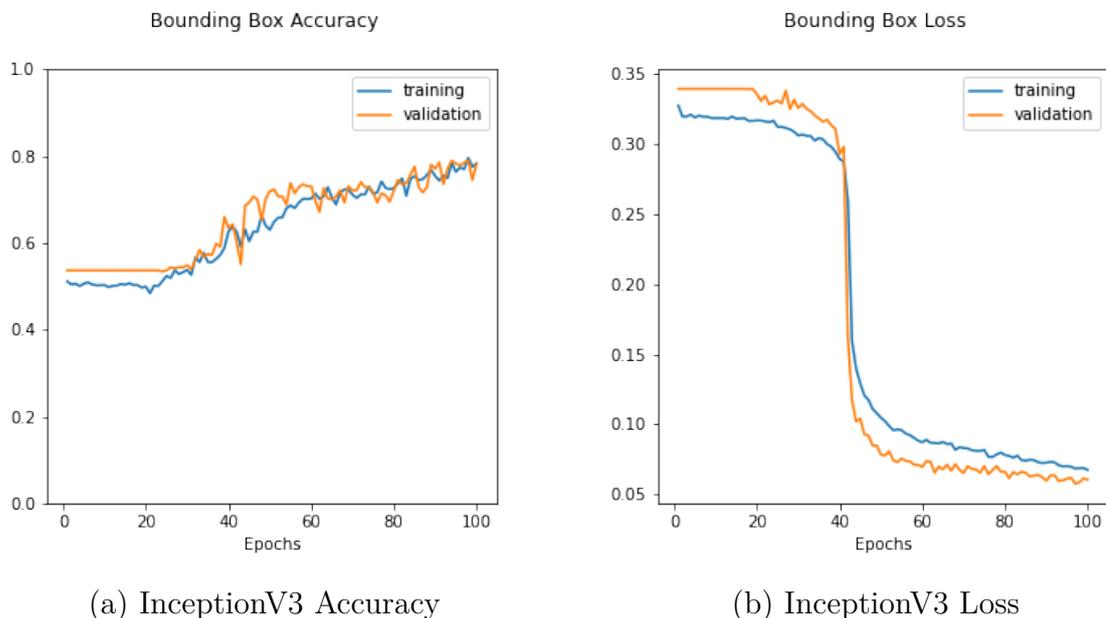 Bounding Box Accuracy
1.0
0.8
0.6
0.4
0.2
0.0
training
validation
0 20 40 60 80 100
Epochs
(a) InceptionV3 Accuracy
Bounding Box Loss
0.35
0.30
0.25
0.20
0.15
0.10
0.05
training
validation
0 20 40 60 80 100
Epochs
(b) InceptionV3 Loss